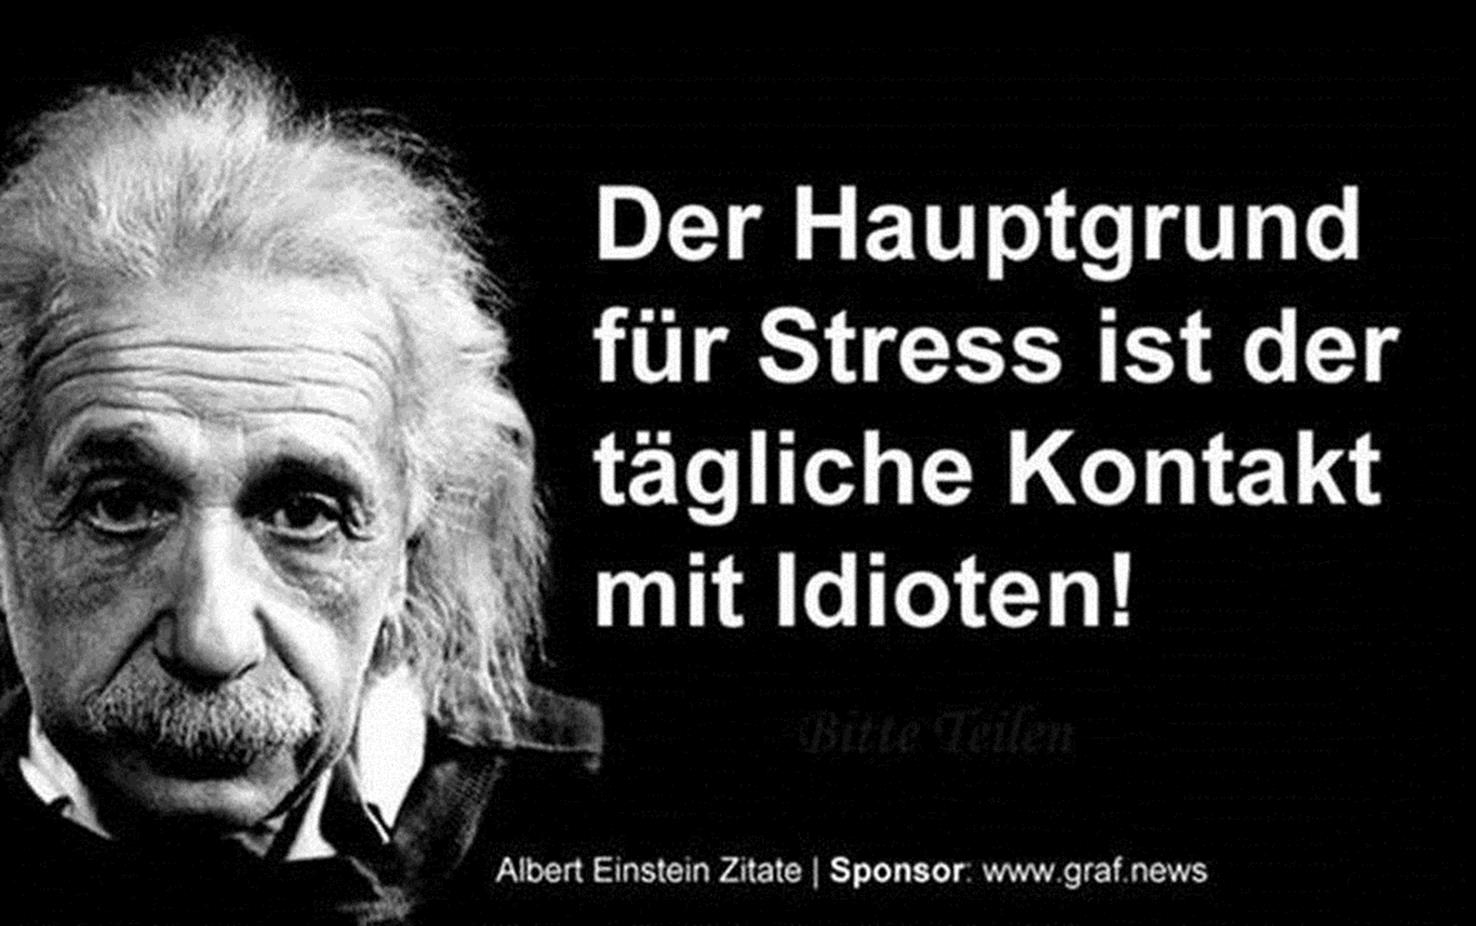 Der Hauptgrund
für Stress ist der
tägliche Kontakt
mit Idioten!
Bitte Teilen
Albert Einstein Zitate | Sponsor: www.graf.news